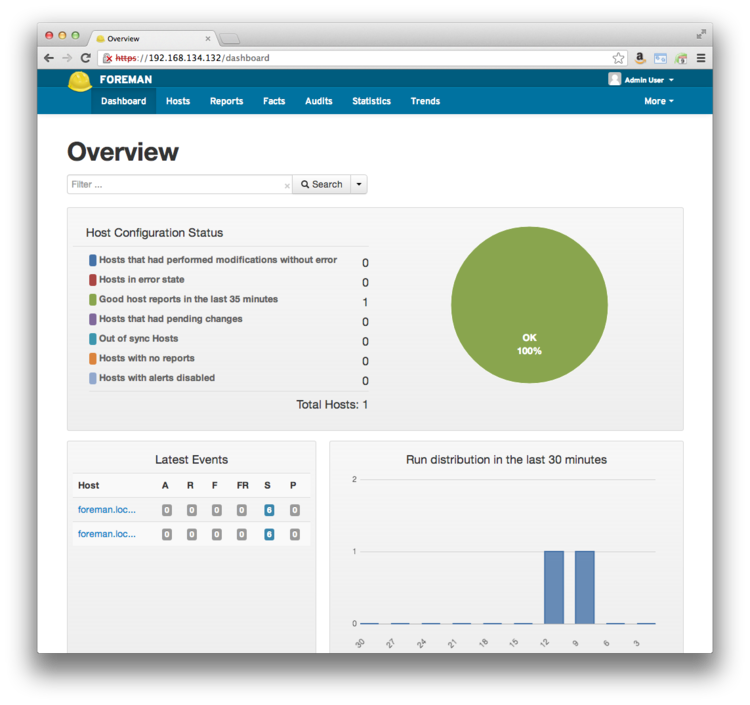 Overview
https://192.168.134.132/dashboard
FOREMAN
Admin User
Dashboard Hosts Reports Facts Audits Statistics Trends More
Overview
Filter ... × Search
Host Configuration Status
Hosts that had performed modifications without error 0
Hosts in error state 0
Good host reports in the last 35 minutes 1
Hosts that had pending changes 0
Out of sync Hosts 0
Hosts with no reports 0
Hosts with alerts disabled 0
Total Hosts: 1
OK
100%
Latest Events
Host A R F FR S P
foreman.loc... 0 0 0 0 6 0
foreman.loc... 0 0 0 0 6 0
Run distribution in the last 30 minutes
2
1
0
30 27 24 21 18 15 12 9 6 3